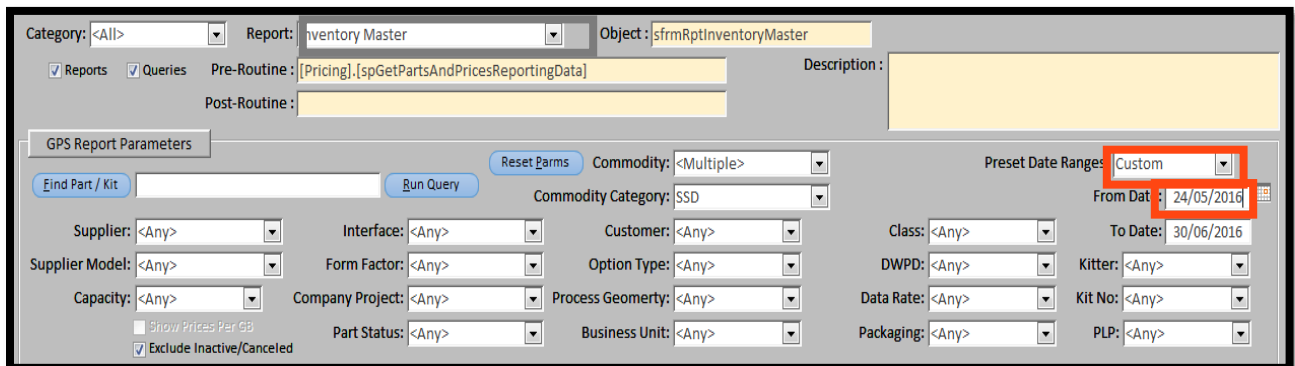 Category: <All> Report: nventory Master Object : sfrmRptInventoryMaster
Reports Queries Pre-Routine : [Pricing].[spGetPartsAndPricesReportingData] Description :
Post-Routine :
GPS Report Parameters
Reset Parms Commodity: <Multiple> Preset Date Ranges Custom
Find Part / Kit Run Query Commodity Category: SSD From Date: 24/05/2016
Supplier: <Any> Interface: <Any> Customer: <Any> Class: <Any> To Date: 30/06/2016
Supplier Model: <Any> Form Factor: <Any> Option Type: <Any> DWPD: <Any> Kitter: <Any>
Capacity: <Any> Company Project: <Any> Process Geomerty: <Any> Data Rate: <Any> Kit No: <Any>
Show Prices Per GB Part Status: <Any> Business Unit: <Any> Packaging: <Any> PLP: <Any>
Exclude Inactive/Canceled